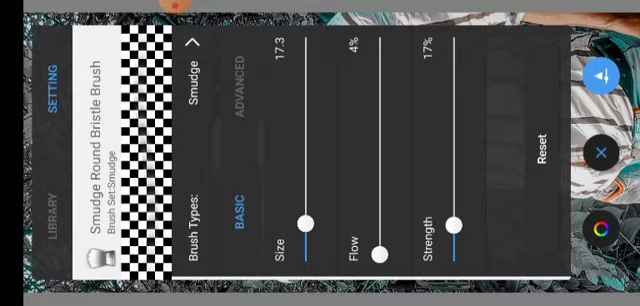 LIBRARY SETTING
Smudge Round Bristle Brush
Brush Set:Smudge
Brush Types: Smudge
BASIC ADVANCED
Size 17.3
Flow 4%
Strength 17%
Reset